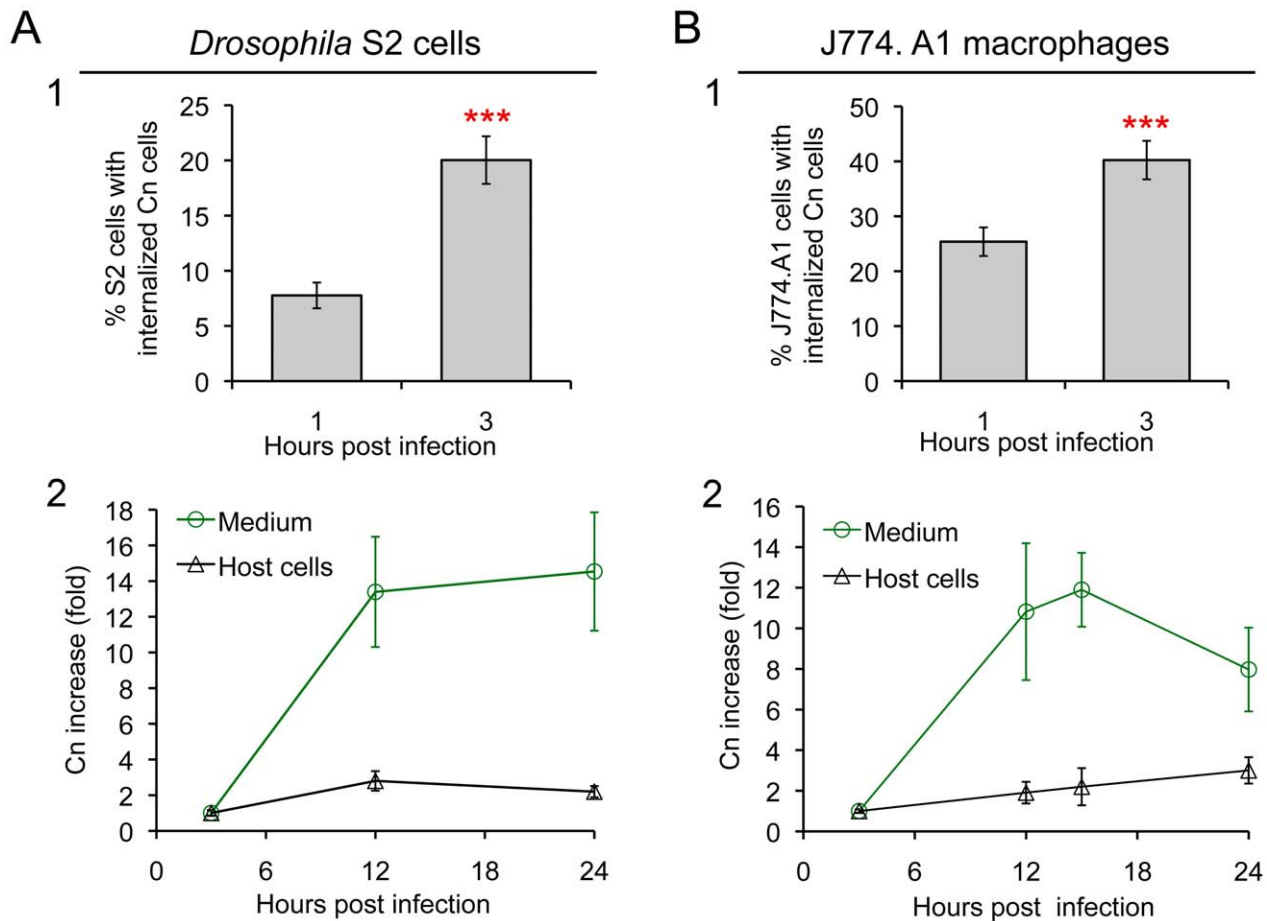 A
Drosophila S2 cells
1
% S2 cells with
internalized Cn cells
25
20
15
10
5
0
***
1 3
Hours post infection
2
Cn increase (fold)
18
16
14
12
10
8
6
4
2
0
Medium
Host cells
0 6 12 18 24
Hours post infection
B
J774. A1 macrophages
1
% J774.A1 cells with
internalized Cn cells
50
40
30
20
10
0
***
1 3
Hours post infection
2
Cn increase (fold)
16
14
12
10
8
6
4
2
0
Medium
Host cells
0 6 12 18 24
Hours post infection